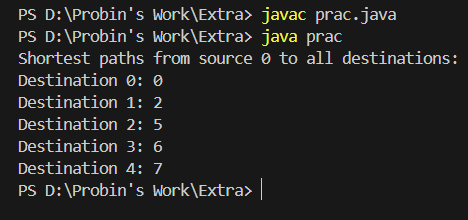 PS D:\Probin's Work\Extra> javac prac.java
PS D:\Probin's Work\Extra> java prac
Shortest paths from source 0 to all destinations:
Destination 0: 0
Destination 1: 2
Destination 2: 5
Destination 3: 6
Destination 4: 7
PS D:\Probin's Work\Extra>